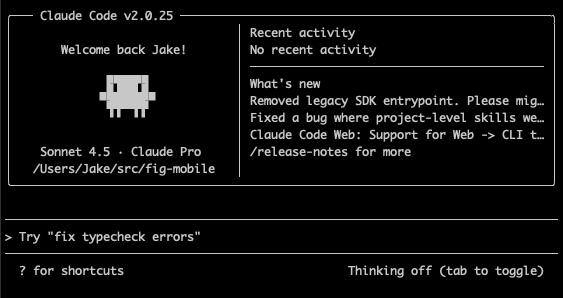 Claude Code v2.0.25
Welcome back Jake!
Sonnet 4.5 · Claude Pro
/Users/Jake/src/fig-mobile
Recent activity
No recent activity
What's new
Removed legacy SDK entrypoint. Please mig…
Fixed a bug where project-level skills we…
Claude Code Web: Support for Web -> CLI t…
/release-notes for more
> Try "fix typecheck errors"
? for shortcuts
Thinking off (tab to toggle)